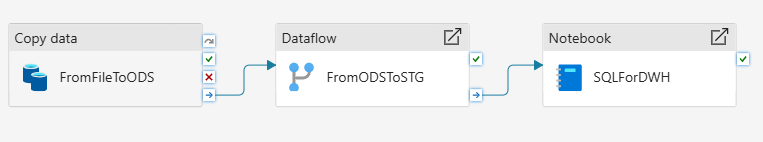 Copy data
FromFileToODS
Dataflow
FromODSToSTG
Notebook
SQLForDWH